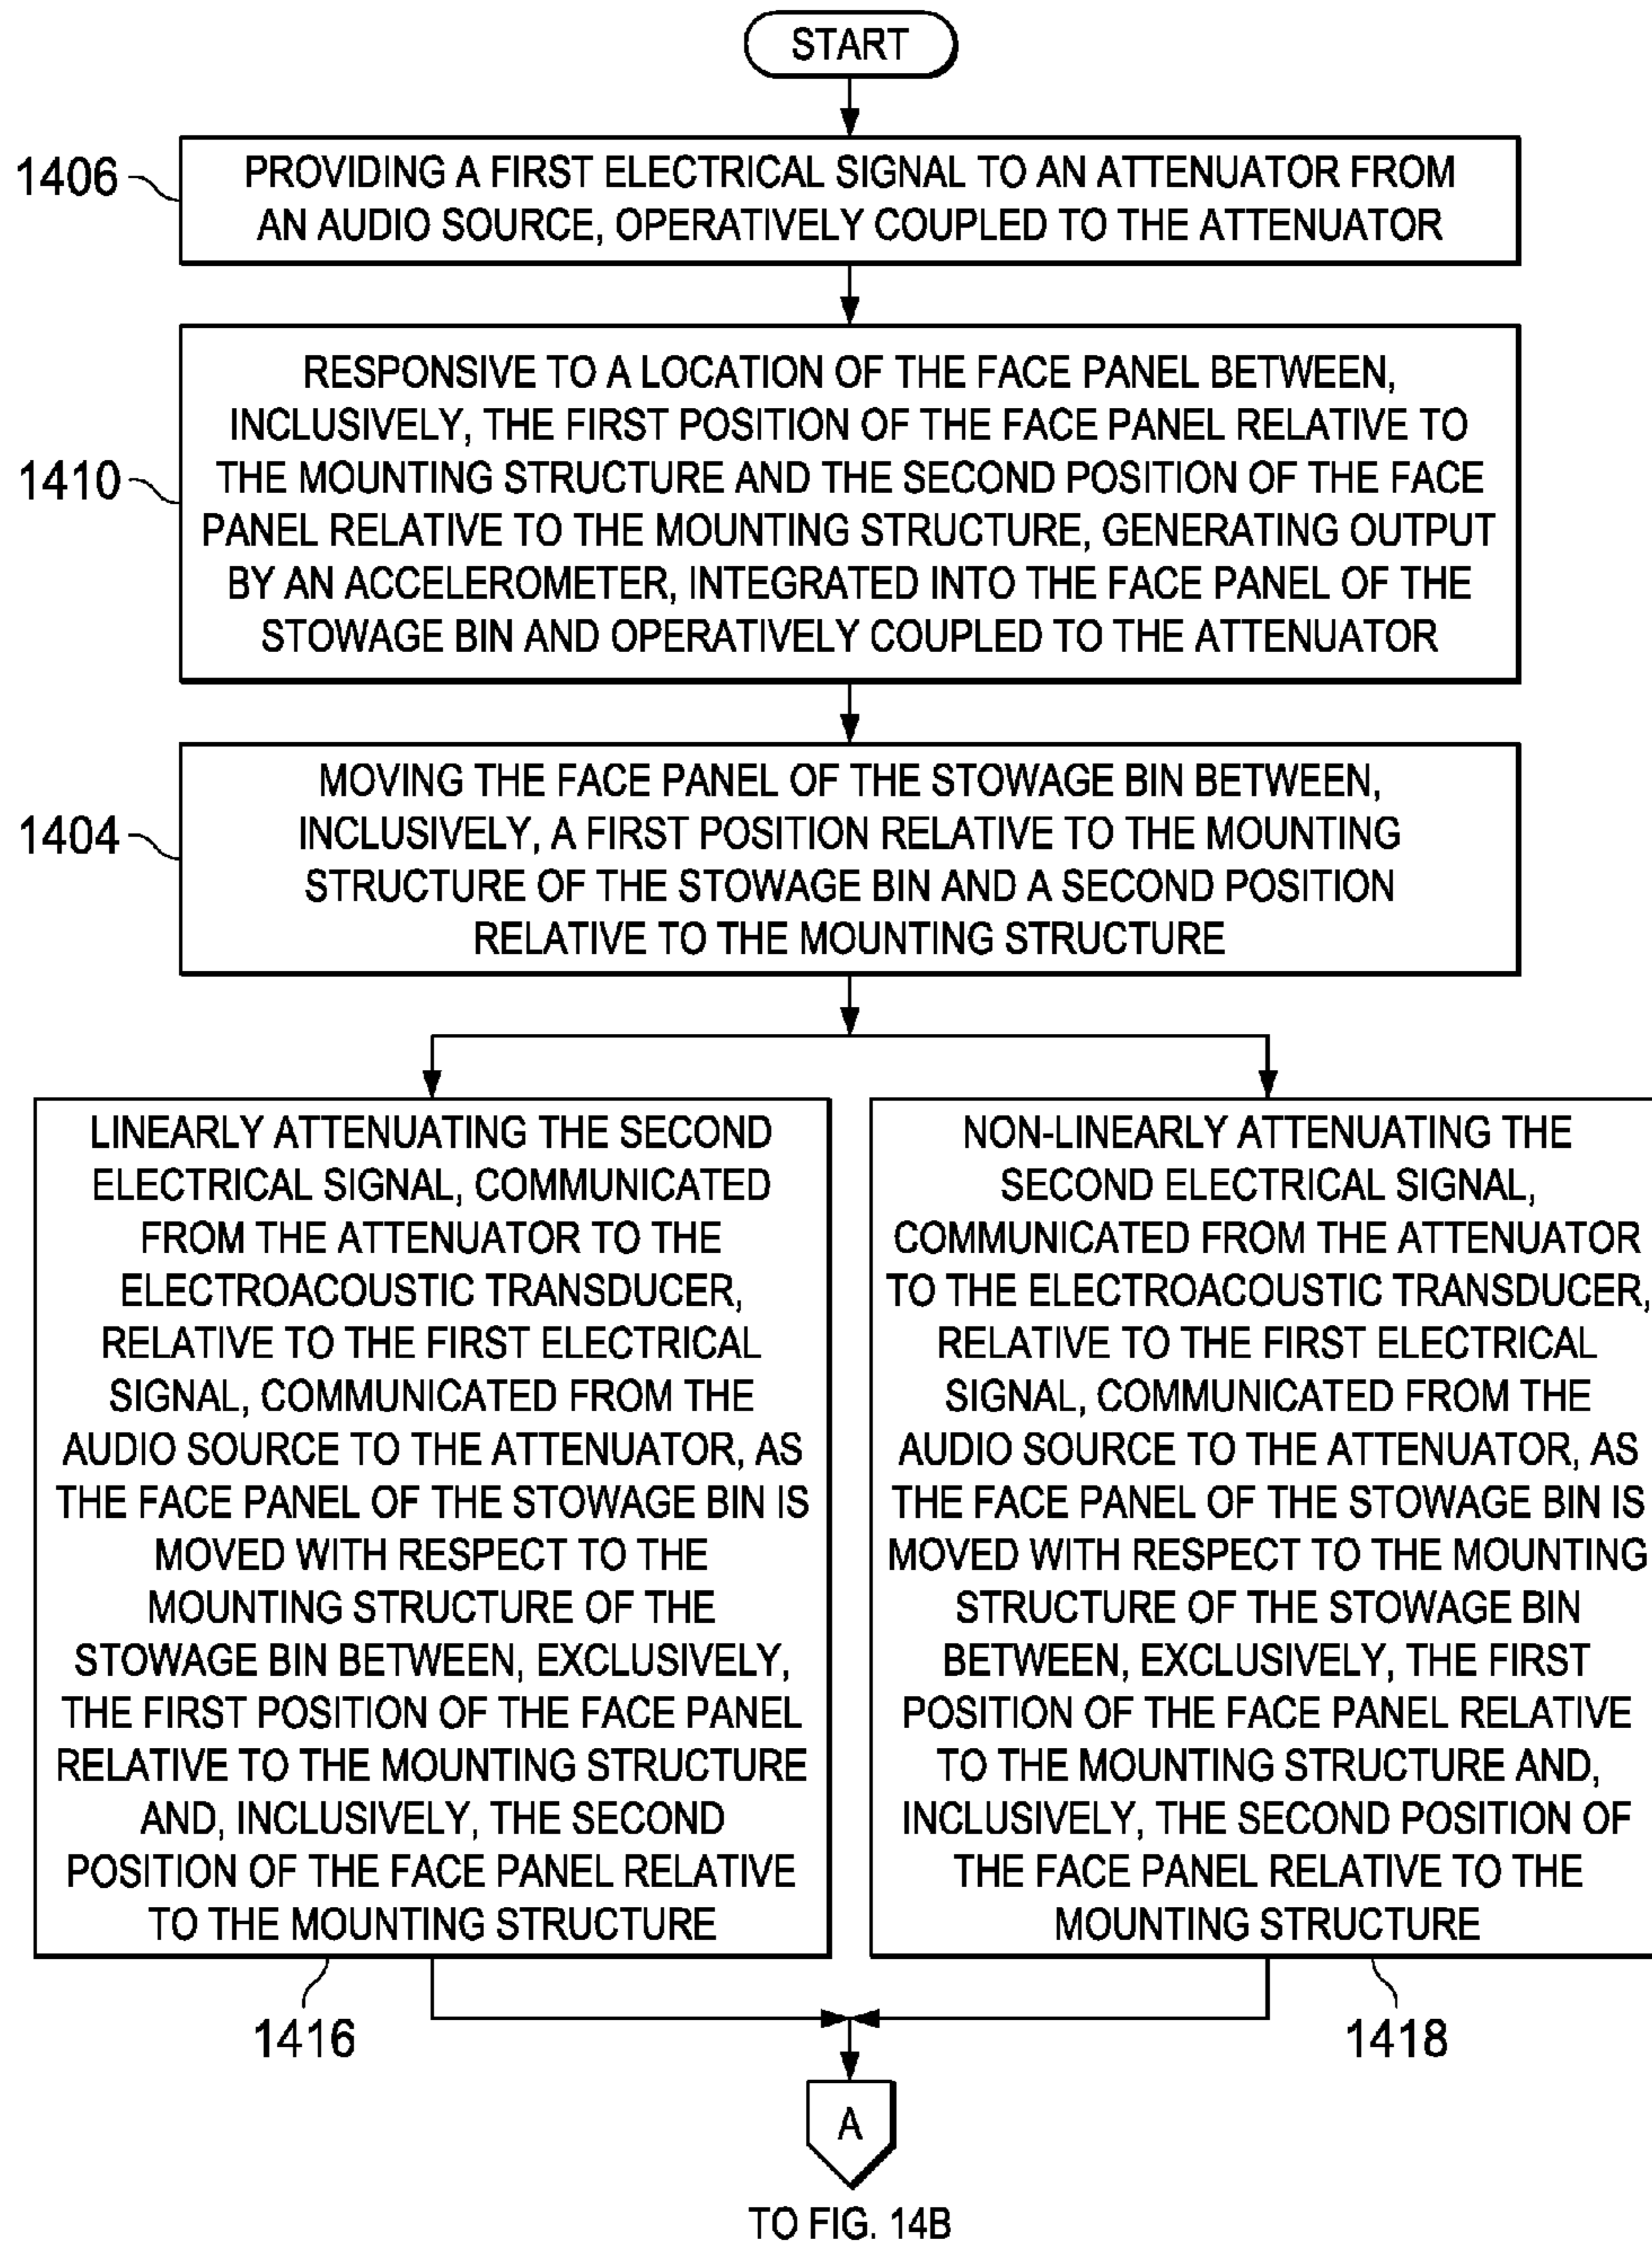 START
1406
PROVIDING A FIRST ELECTRICAL SIGNAL TO AN ATTENUATOR FROM
AN AUDIO SOURCE, OPERATIVELY COUPLED TO THE ATTENUATOR
1410
RESPONSIVE TO A LOCATION OF THE FACE PANEL BETWEEN,
INCLUSIVELY, THE FIRST POSITION OF THE FACE PANEL RELATIVE TO
THE MOUNTING STRUCTURE AND THE SECOND POSITION OF THE FACE
PANEL RELATIVE TO THE MOUNTING STRUCTURE, GENERATING OUTPUT
BY AN ACCELEROMETER, INTEGRATED INTO THE FACE PANEL OF THE
STOWAGE BIN AND OPERATIVELY COUPLED TO THE ATTENUATOR
1404
MOVING THE FACE PANEL OF THE STOWAGE BIN BETWEEN,
INCLUSIVELY, A FIRST POSITION RELATIVE TO THE MOUNTING
STRUCTURE OF THE STOWAGE BIN AND A SECOND POSITION
RELATIVE TO THE MOUNTING STRUCTURE
LINEARLY ATTENUATING THE SECOND
ELECTRICAL SIGNAL, COMMUNICATED
FROM THE ATTENUATOR TO THE
ELECTROACOUSTIC TRANSDUCER,
RELATIVE TO THE FIRST ELECTRICAL
SIGNAL, COMMUNICATED FROM THE
AUDIO SOURCE TO THE ATTENUATOR, AS
THE FACE PANEL OF THE STOWAGE BIN IS
MOVED WITH RESPECT TO THE
MOUNTING STRUCTURE OF THE
STOWAGE BIN BETWEEN, EXCLUSIVELY,
THE FIRST POSITION OF THE FACE PANEL
RELATIVE TO THE MOUNTING STRUCTURE
AND, INCLUSIVELY, THE SECOND
POSITION OF THE FACE PANEL RELATIVE
TO THE MOUNTING STRUCTURE
1416
NON-LINEARLY ATTENUATING THE
SECOND ELECTRICAL SIGNAL,
COMMUNICATED FROM THE ATTENUATOR
TO THE ELECTROACOUSTIC TRANSDUCER,
RELATIVE TO THE FIRST ELECTRICAL
SIGNAL, COMMUNICATED FROM THE
AUDIO SOURCE TO THE ATTENUATOR, AS
THE FACE PANEL OF THE STOWAGE BIN IS
MOVED WITH RESPECT TO THE MOUNTING
STRUCTURE OF THE STOWAGE BIN
BETWEEN, EXCLUSIVELY, THE FIRST
POSITION OF THE FACE PANEL RELATIVE
TO THE MOUNTING STRUCTURE AND,
INCLUSIVELY, THE SECOND POSITION OF
THE FACE PANEL RELATIVE TO THE
MOUNTING STRUCTURE
1418
A
TO FIG. 14B